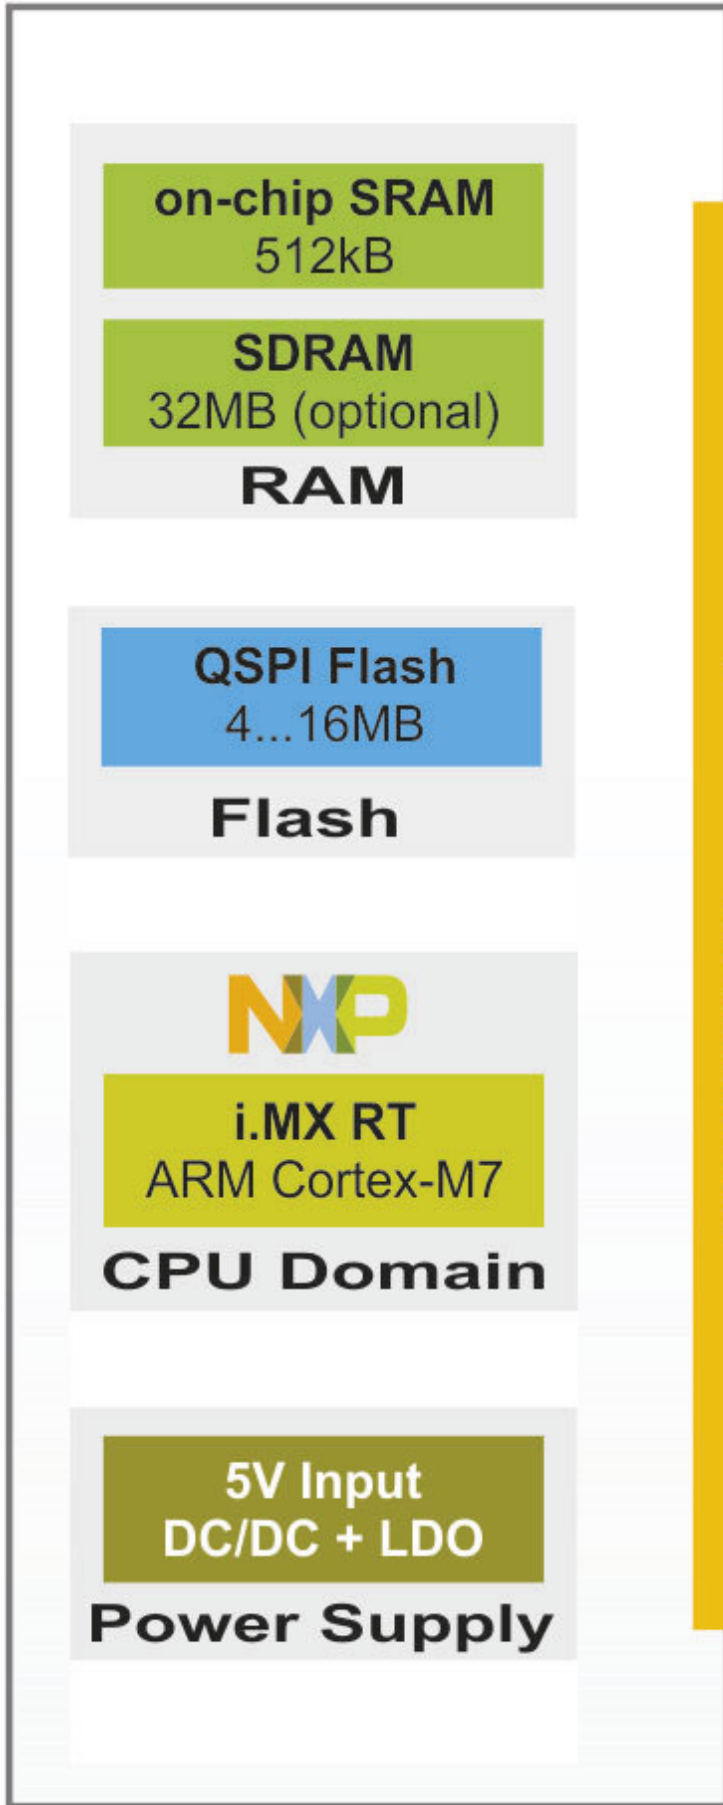 on-chip SRAM
512kB
SDRAM
32MB (optional)
RAM
QSPI Flash
4...16MB
Flash
NXP
i.MX RT
ARM Cortex-M7
CPU Domain
5V Input
DC/DC + LDO
Power Supply